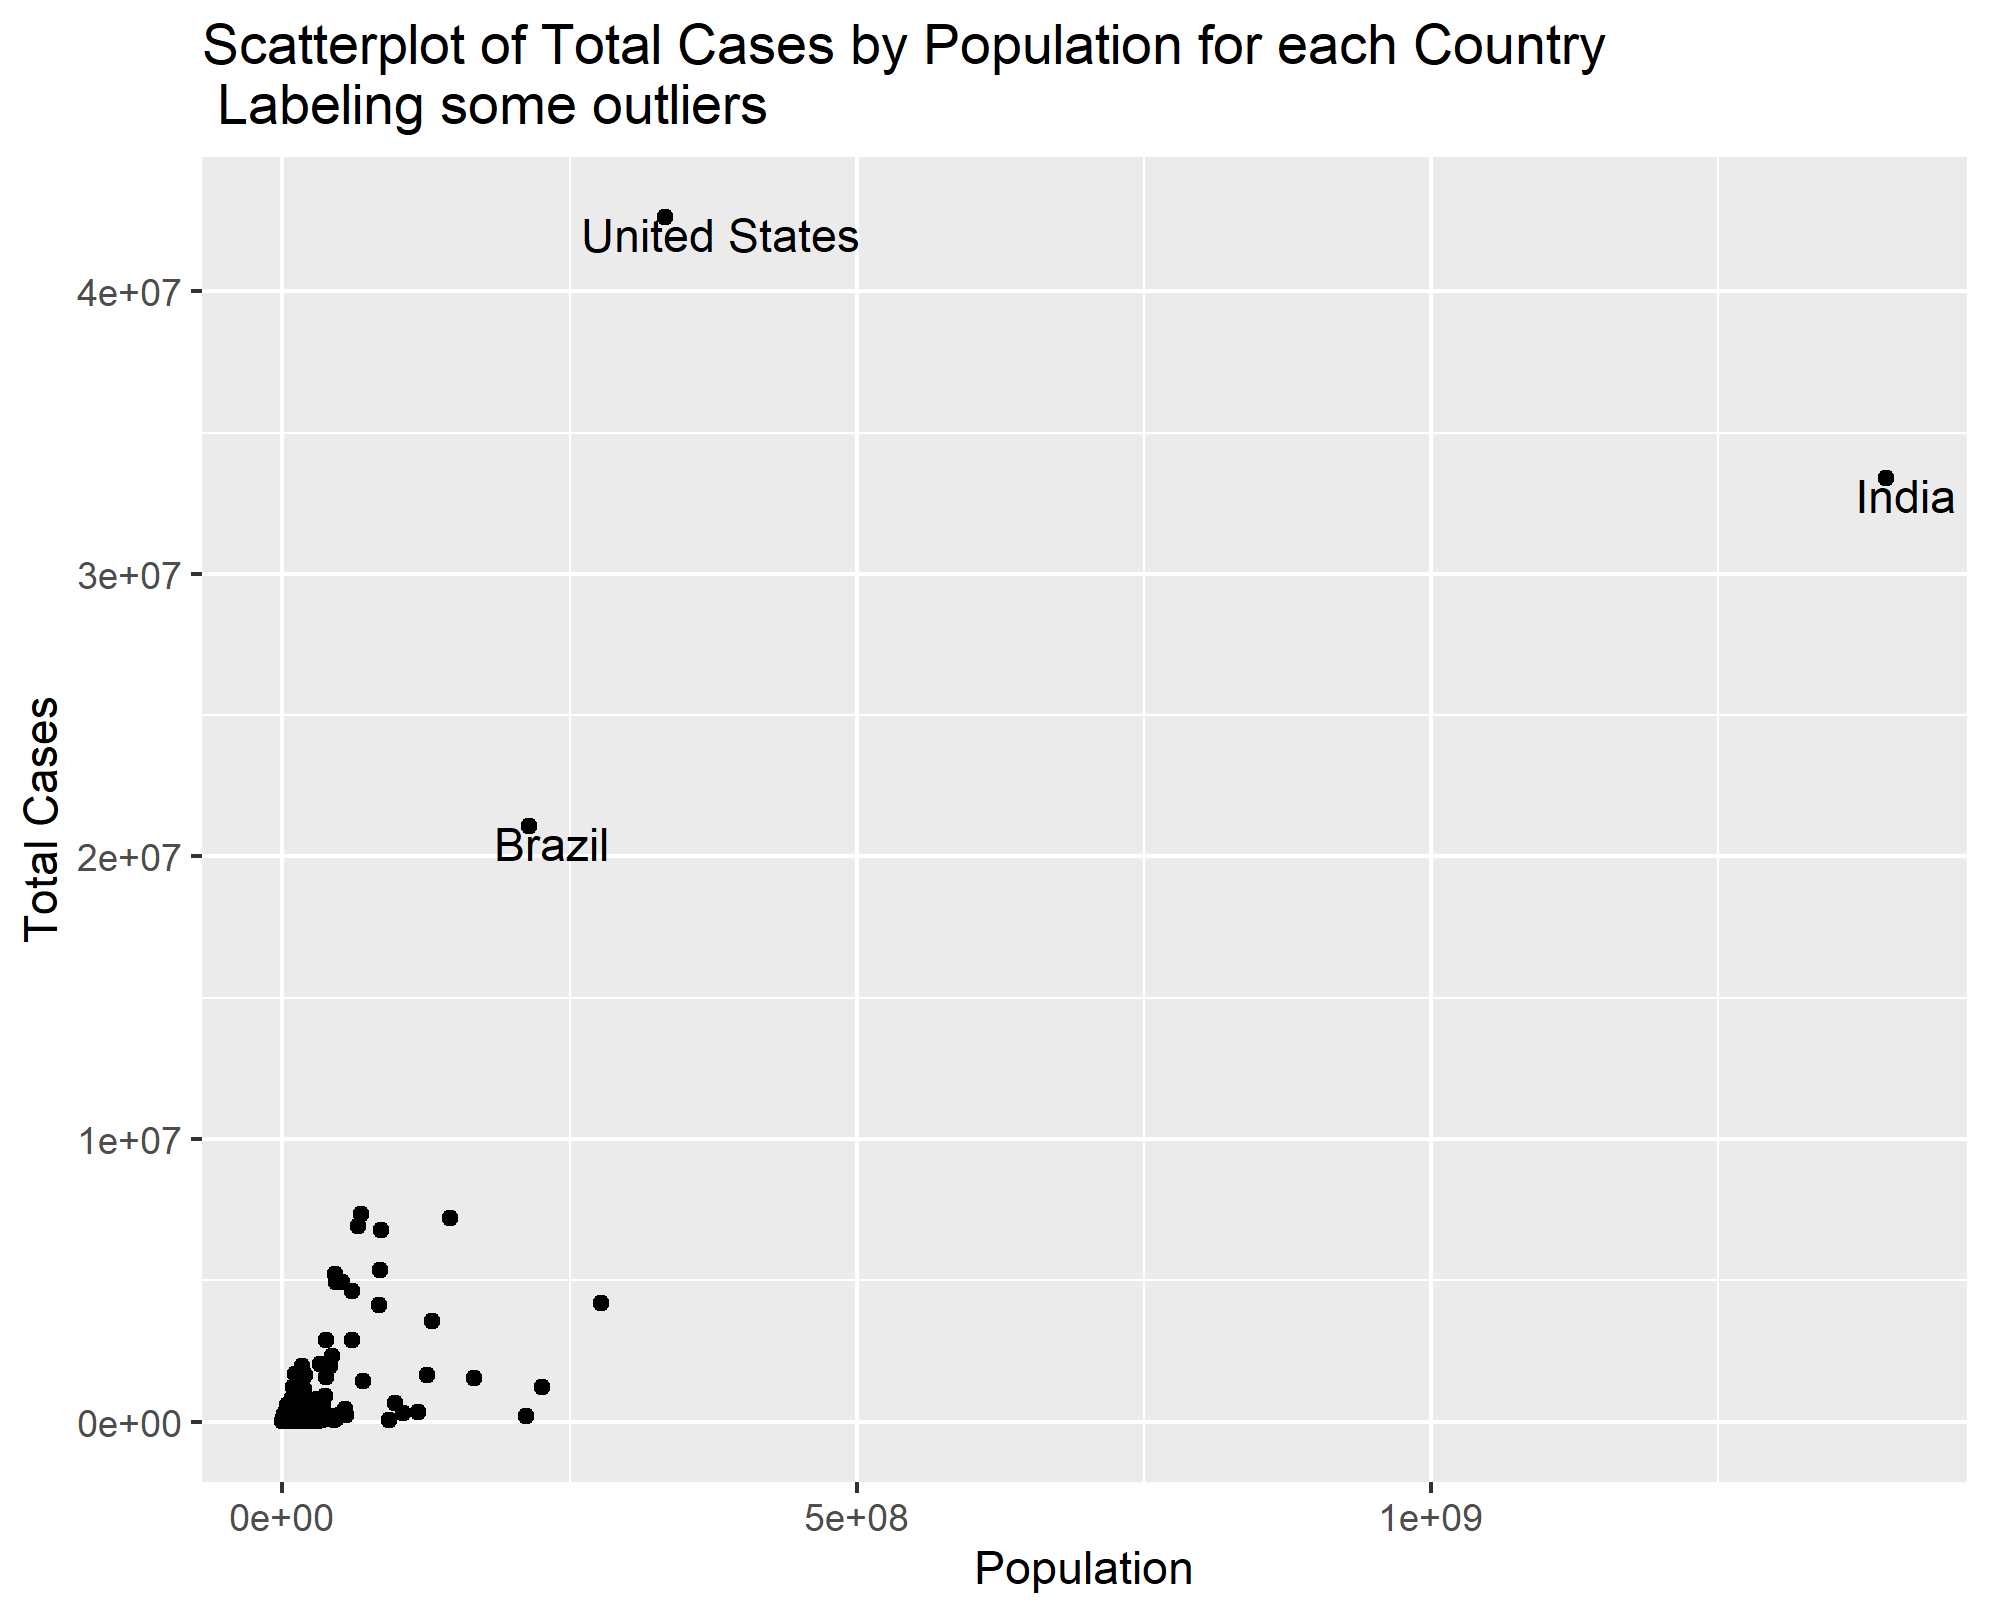 Scatterplot of Total Cases by Population for each Country
Labeling some outliers
United States
4e+07
India
3e+07
Brazil
2e+07
Total Cases
1e+07
0e+00
0e+00 5e+08 1e+09
Population